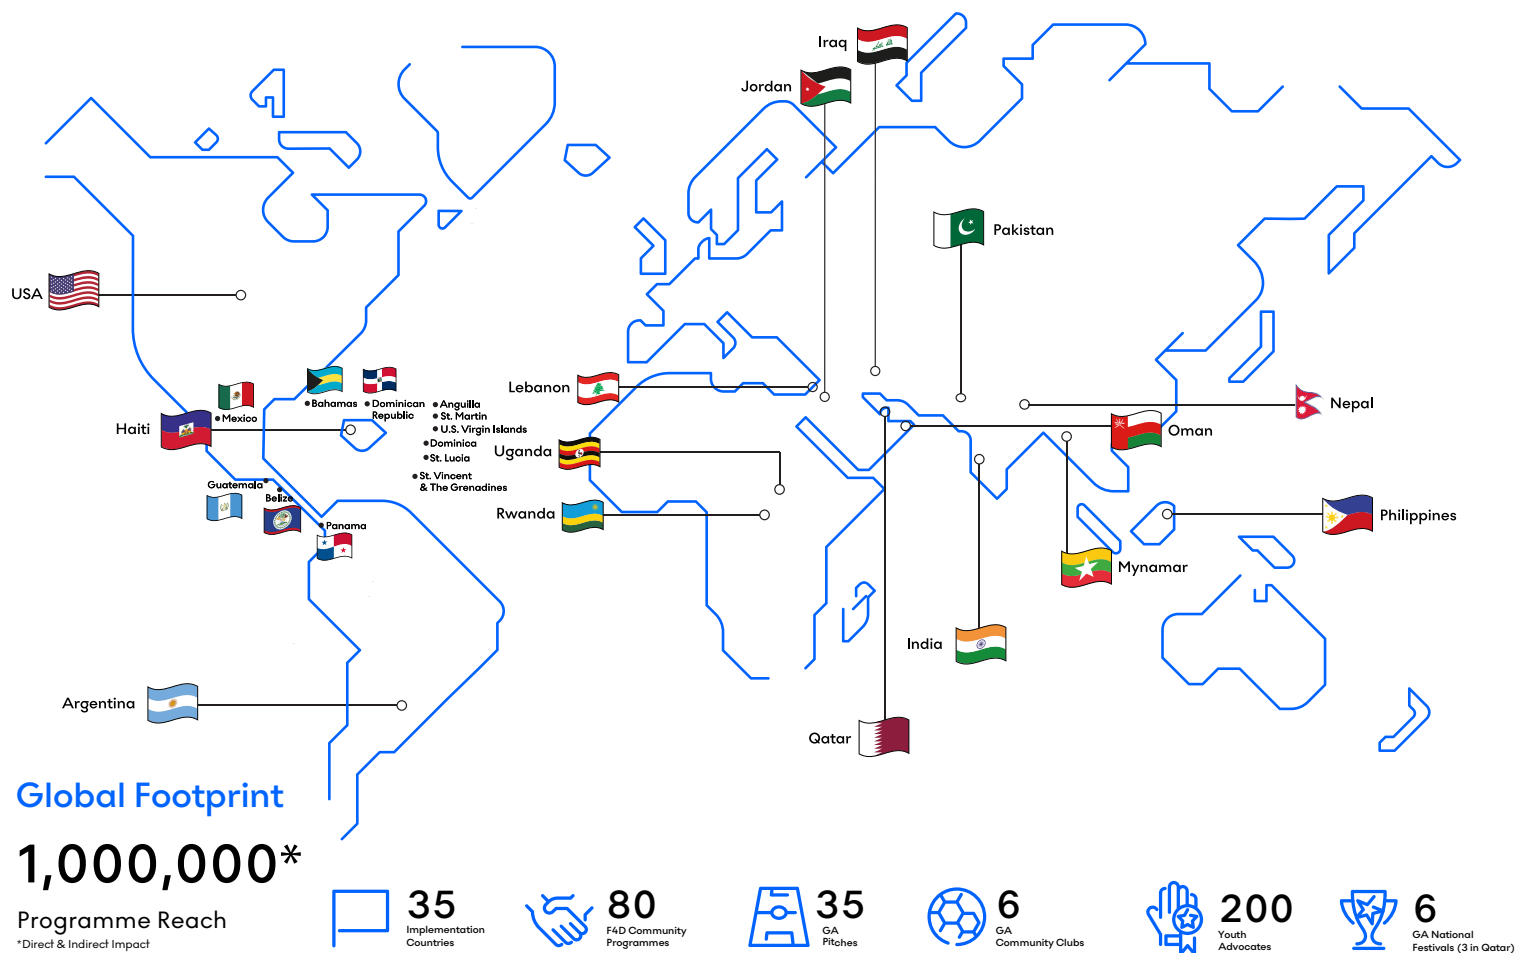 Iraq
Jordan
Pakistan
USA
Lebanon
Bahamas
Dominican
Republic
Anguilla
St. Martin
U.S. Virgin Islands
Dominica
St. Lucia
St. Vincent
& The Grenadines
Mexico
Haiti
Nepal
Oman
Uganda
Guatemala
Belize
Panama
Rwanda
Philippines
Mynamar
India
Argentina
Qatar
Global Footprint
1,000,000*
Programme Reach
*Direct & Indirect Impact
35
Implementation
Countries
80
F4D Community
Programmes
35
GA
Pitches
6
GA
Community Clubs
200
Youth
Advocates
6
GA National
Festivals (3 in Qatar)